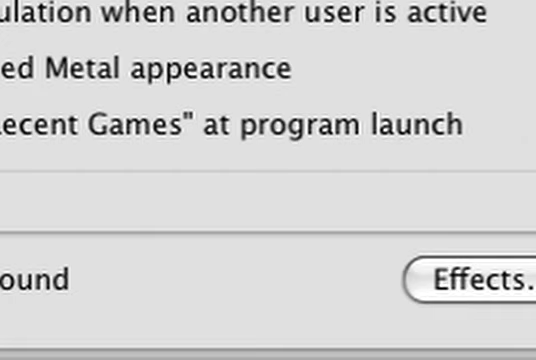 ulation when another user is active
ed Metal appearance
ecent Games" at program launch
ound
Effects.